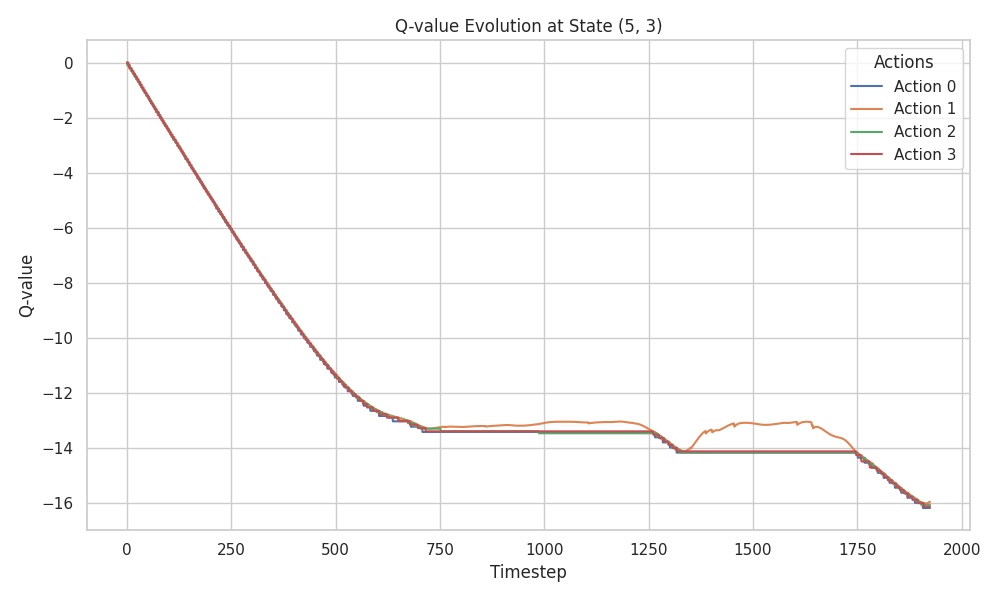 Q-value Evolution at State (5, 3)
Q-value
0
−2
−4
−6
−8
−10
−12
−14
−16
Actions
Action 0
Action 1
Action 2
Action 3
0 250 500 750 1000 1250 1500 1750 2000
Timestep